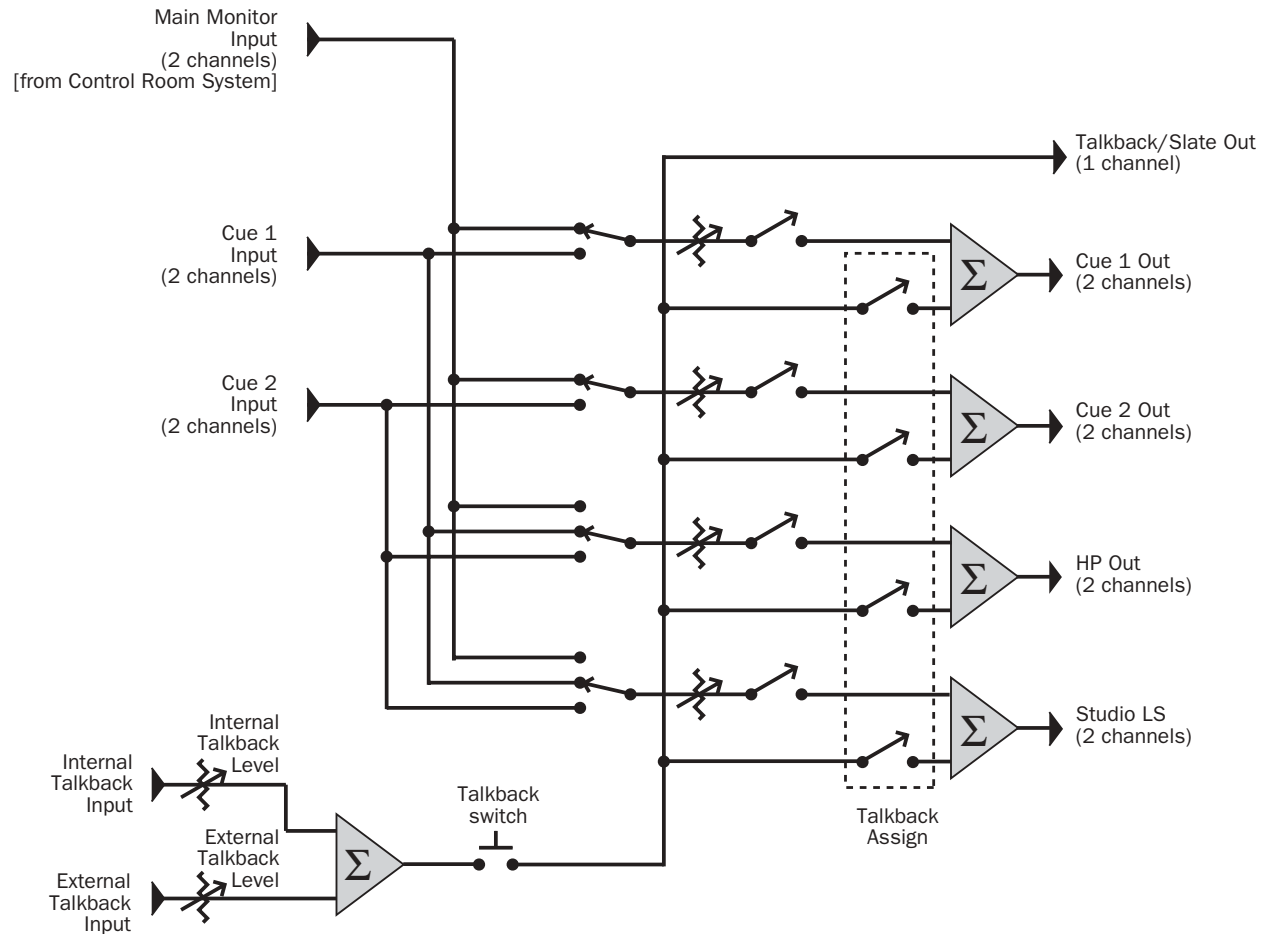 Main Monitor
Input
(2 channels)
[from Control Room System]
Talkback/Slate Out
(1 channel)
Cue 1
Input
(2 channels)
Σ
Cue 1 Out
(2 channels)
Cue 2
Input
(2 channels)
Σ
Cue 2 Out
(2 channels)
Σ
HP Out
(2 channels)
Σ
Studio LS
(2 channels)
Internal
Talkback
Level
Internal
Talkback
Input
Talkback
switch
Talkback
Assign
External
Talkback
Level
Σ
External
Talkback
Input